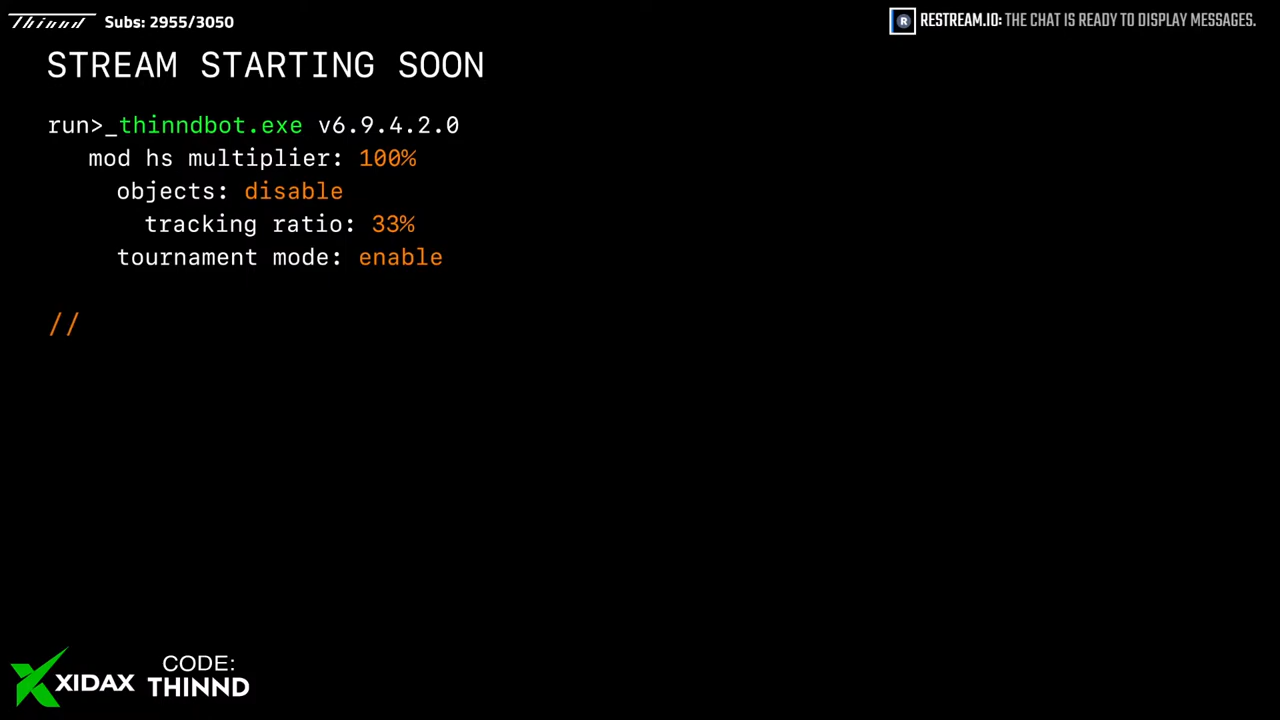 Thinnd Subs: 2955/3050
RESTREAM.IO: THE CHAT IS READY TO DISPLAY MESSAGES.
STREAM STARTING SOON
run>_thinndbot.exe v6.9.4.2.0
mod hs multiplier: 100%
objects: disable
tracking ratio: 33%
tournament mode: enable
//
XIDAX
CODE:
THINND